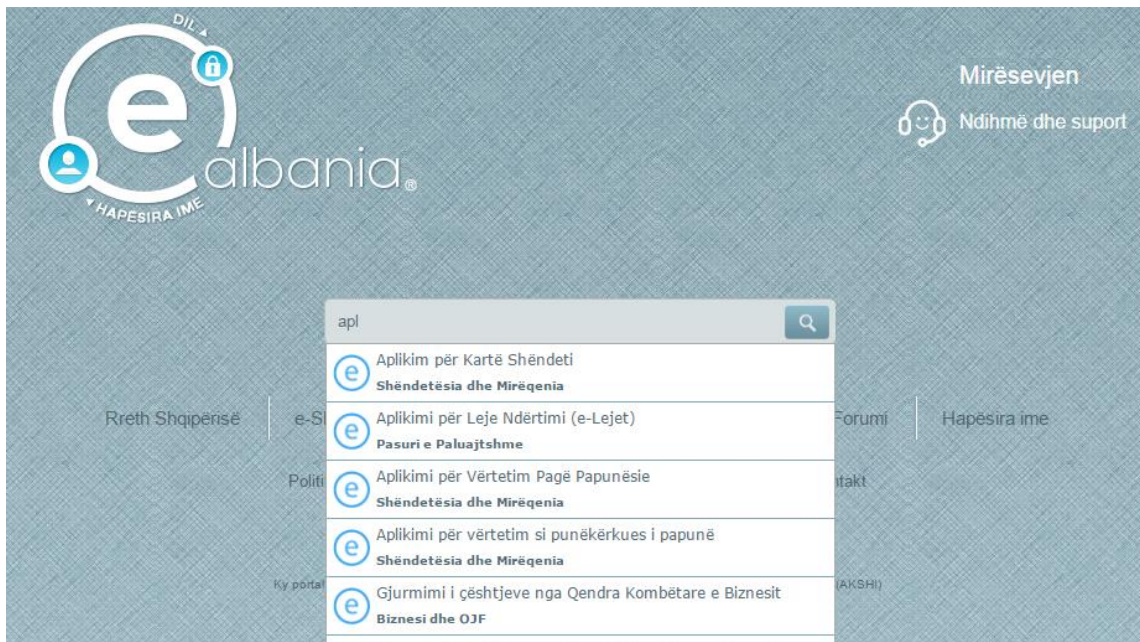 DIL
e
albania®
HAPËSIRA IME
Mirësevjen
Ndihmë dhe suport
apl
Aplikim për Kartë Shëndeti
Shëndetësia dhe Mirëqenia
Aplikimi për Leje Ndërtimi (e-Lejet)
Pasuri e Paluajtshme
Aplikimi për Vërtetim Pagë Papunësie
Shëndetësia dhe Mirëqenia
Aplikimi për vërtetim si punëkërkues i papunë
Shëndetësia dhe Mirëqenia
Gjurmimi i çështjeve nga Qendra Kombëtare e Biznesit
Biznesi dhe OJF
Rreth Shqipërisë Forumi Hapësira ime
Ky portal (AKSHI)